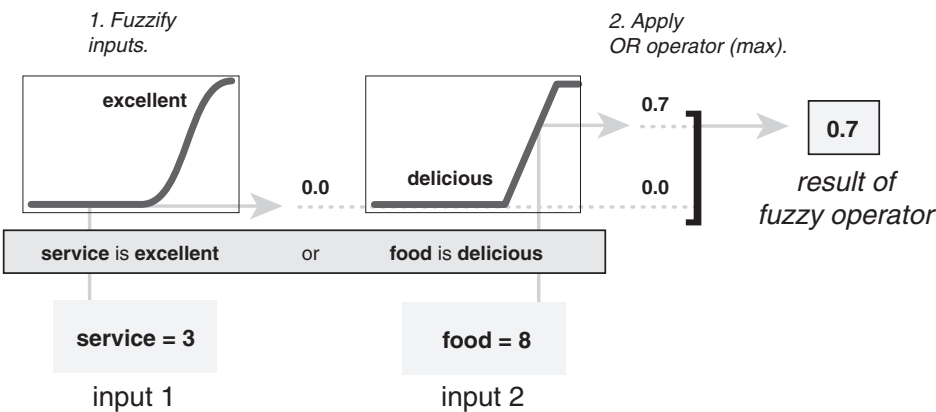 1. Fuzzify
inputs.
2. Apply
OR operator (max).
excellent
delicious
0.7
0.0
0.0
0.7
result of
fuzzy operator
service is excellent or food is delicious
service = 3
food = 8
input 1
input 2